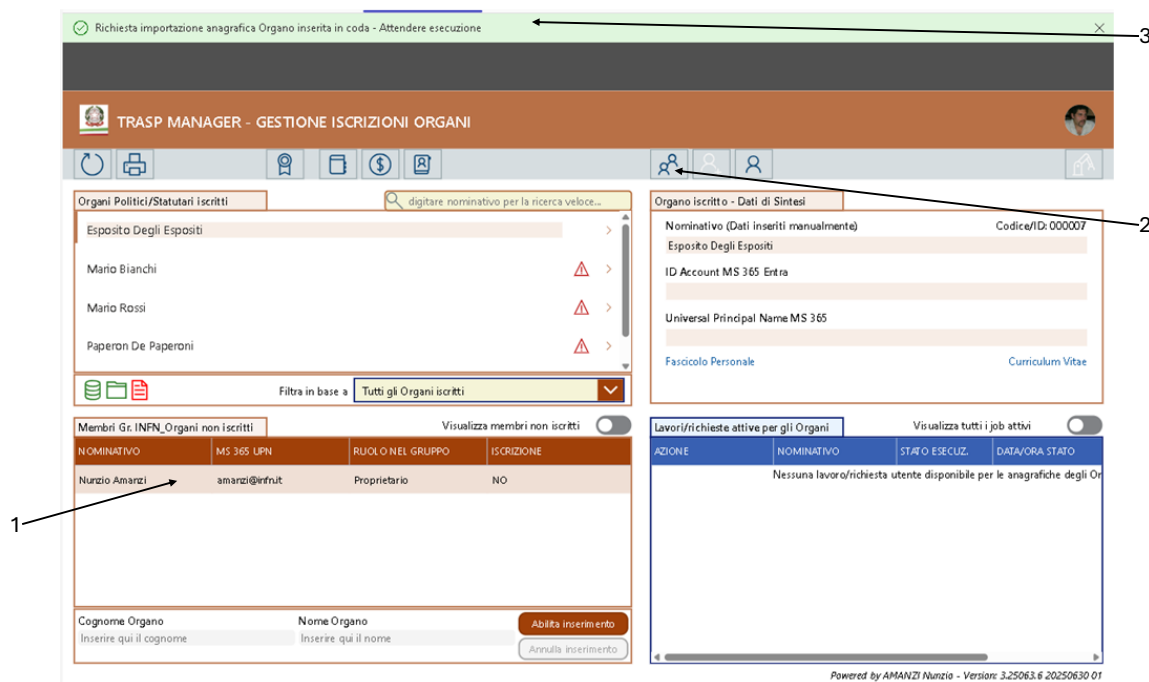 Richiesta importazione anagrafica Organo inserita in coda - Attendere esecuzione
3
TRASP MANAGER - GESTIONE ISCRIZIONI ORGANI
2
Organi Politici/Statutari iscritti
digitare nominativo per la ricerca veloce...
Esposito Degli Espositi
Mario Bianchi
Mario Rossi
Paperon De Paperoni
Filtra in base a Tutti gli Organi iscritti
Organo iscritto - Dati di Sintesi
Nominativo (Dati inseriti manualmente) Codice/ID: 000007
Esposito Degli Espositi
ID Account MS 365 Entra
Universal Principal Name MS 365
Fascicolo Personale Curriculum Vitae
Membri Gr. INFN_Organi non iscritti Visualizza membri non iscritti
NOMINATIVO MS 365 UPN RUOLO NEL GRUPPO ISCRIZIONE
Nunzio Amanzi amanzi@infn.it Proprietario NO
1
Cognome Organo Nome Organo Abilita inserimento
Inserire qui il cognome Inserire qui il nome Annulla inserimento
Lavori/richieste attive per gli Organi Visualizza tutti i job attivi
AZIONE NOMINATIVO STATO ESECUZ. DATA/ORA STATO
Nessuna lavoro/richiesta utente disponibile per le anagrafiche degli Or
Powered by AMANZI Nunzio - Version: 3.25063.6 20250630 01